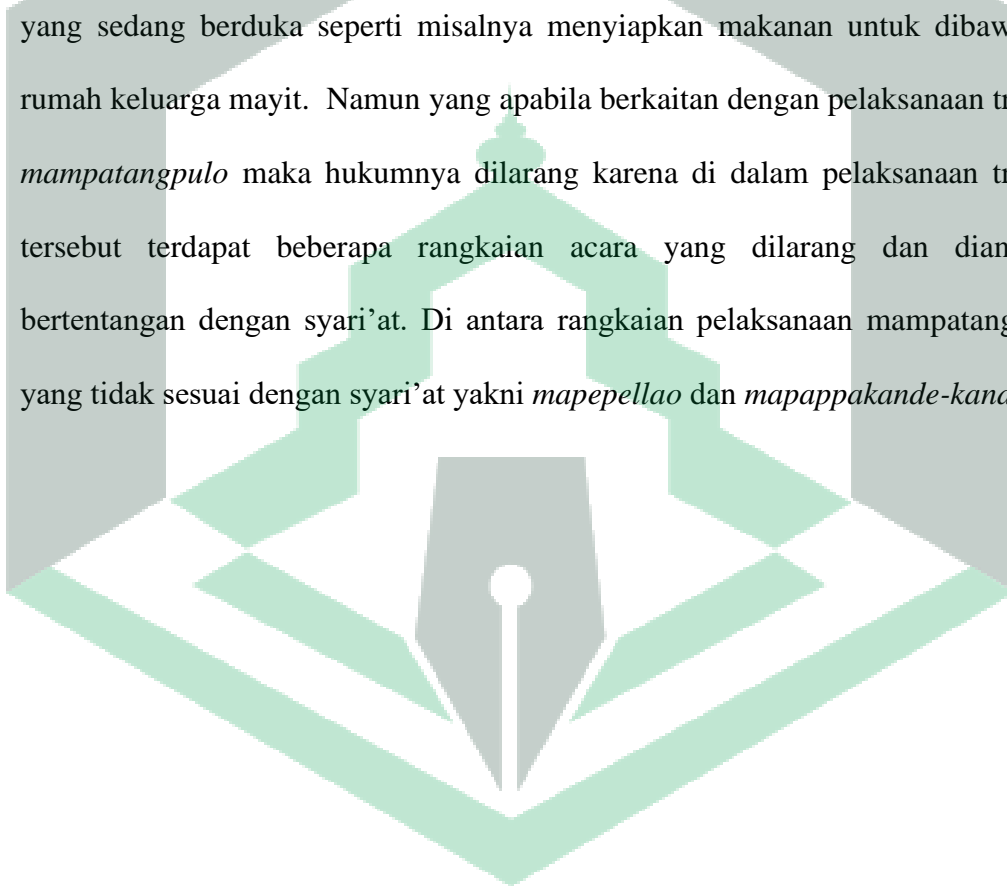 yang sedang berduka seperti misalnya menyiapkan makanan untuk dibaw
rumah keluarga mayit. Namun yang apabila berkaitan dengan pelaksanaan tr
mampatangpulo maka hukumnya dilarang karena di dalam pelaksanaan tr
tersebut terdapat beberapa rangkaian acara yang dilarang dan dian
bertentangan dengan syari’at. Di antara rangkaian pelaksanaan mampatang
yang tidak sesuai dengan syari’at yakni mapepellao dan mapappakande-kand